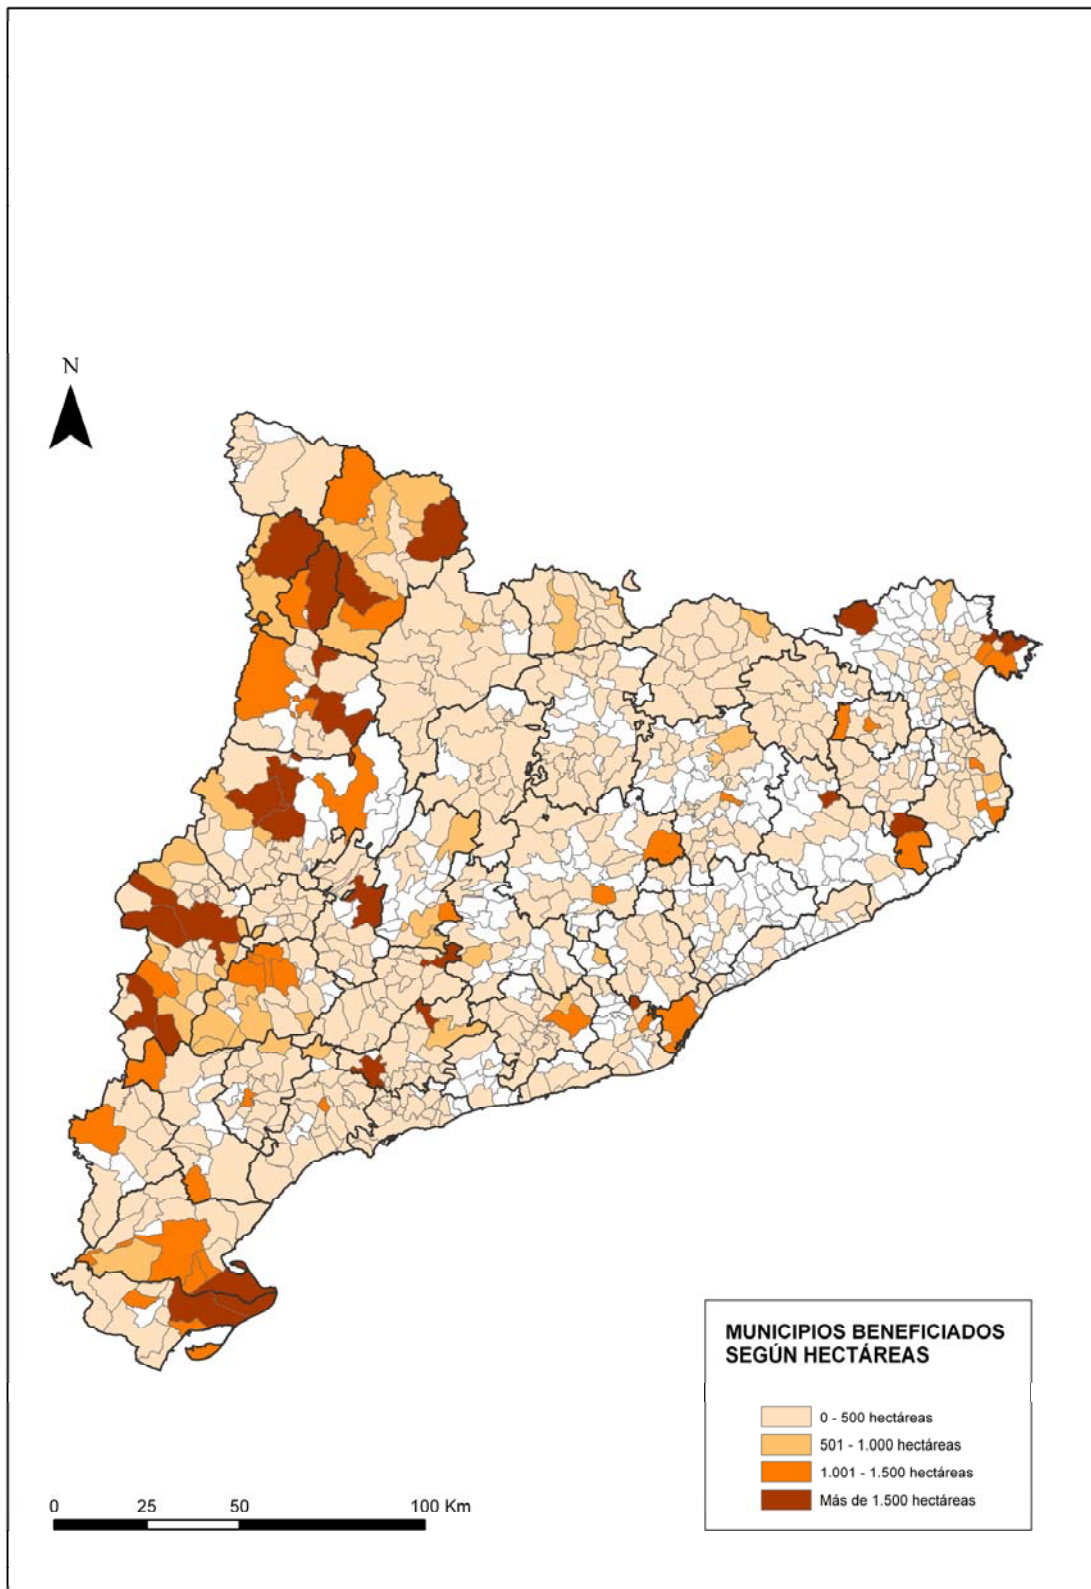 N
MUNICIPIOS BENEFICIADOS
SEGÚN HECTÁREAS
0 - 500 hectáreas
501 - 1.000 hectáreas
1.001 - 1.500 hectáreas
Más de 1.500 hectáreas
0 25 50 100 Km